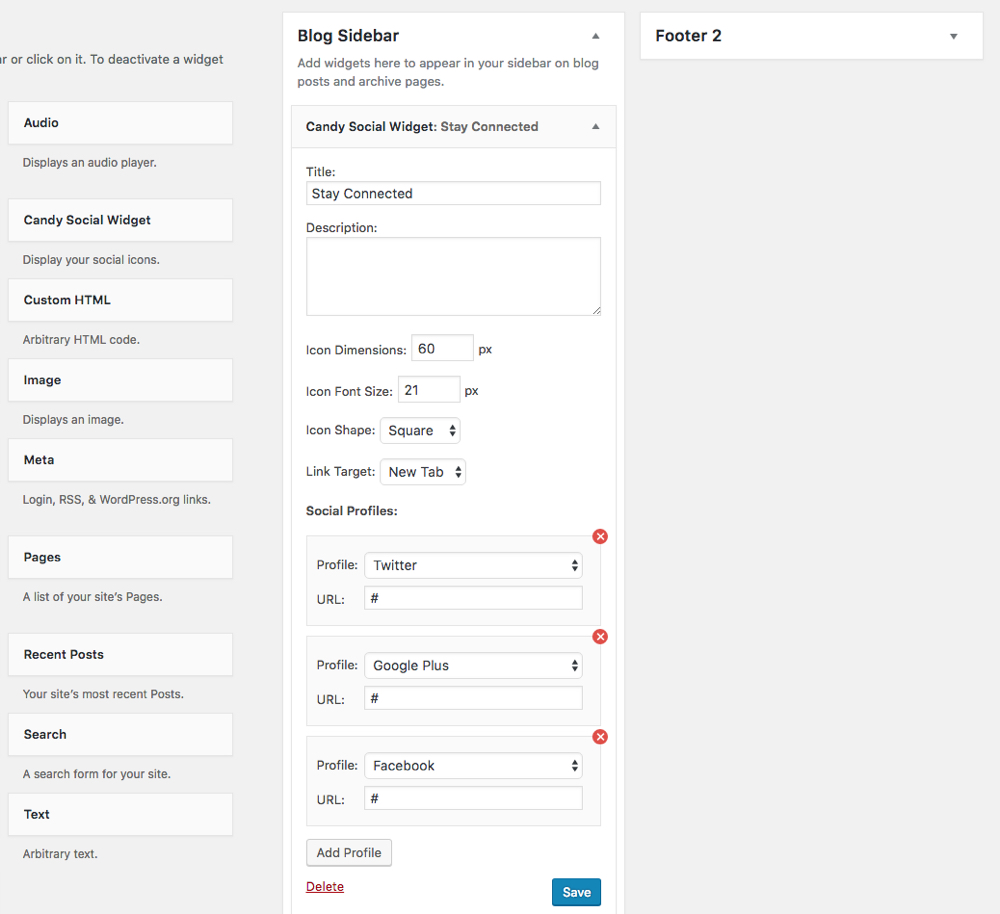 ar or click on it. To deactivate a widget
Audio
Displays an audio player.
Candy Social Widget
Display your social icons.
Custom HTML
Arbitrary HTML code.
Image
Displays an image.
Meta
Login, RSS, & WordPress.org links.
Pages
A list of your site’s Pages.
Recent Posts
Your site’s most recent Posts.
Search
A search form for your site.
Text
Arbitrary text.
Blog Sidebar
Add widgets here to appear in your sidebar on blog
posts and archive pages.
Candy Social Widget: Stay Connected
Title:
Stay Connected
Description:
Icon Dimensions: 60 px
Icon Font Size: 21 px
Icon Shape: Square
Link Target: New Tab
Social Profiles:
Profile: Twitter
URL: #
Profile: Google Plus
URL: #
Profile: Facebook
URL: #
Add Profile
Delete
Save
Footer 2